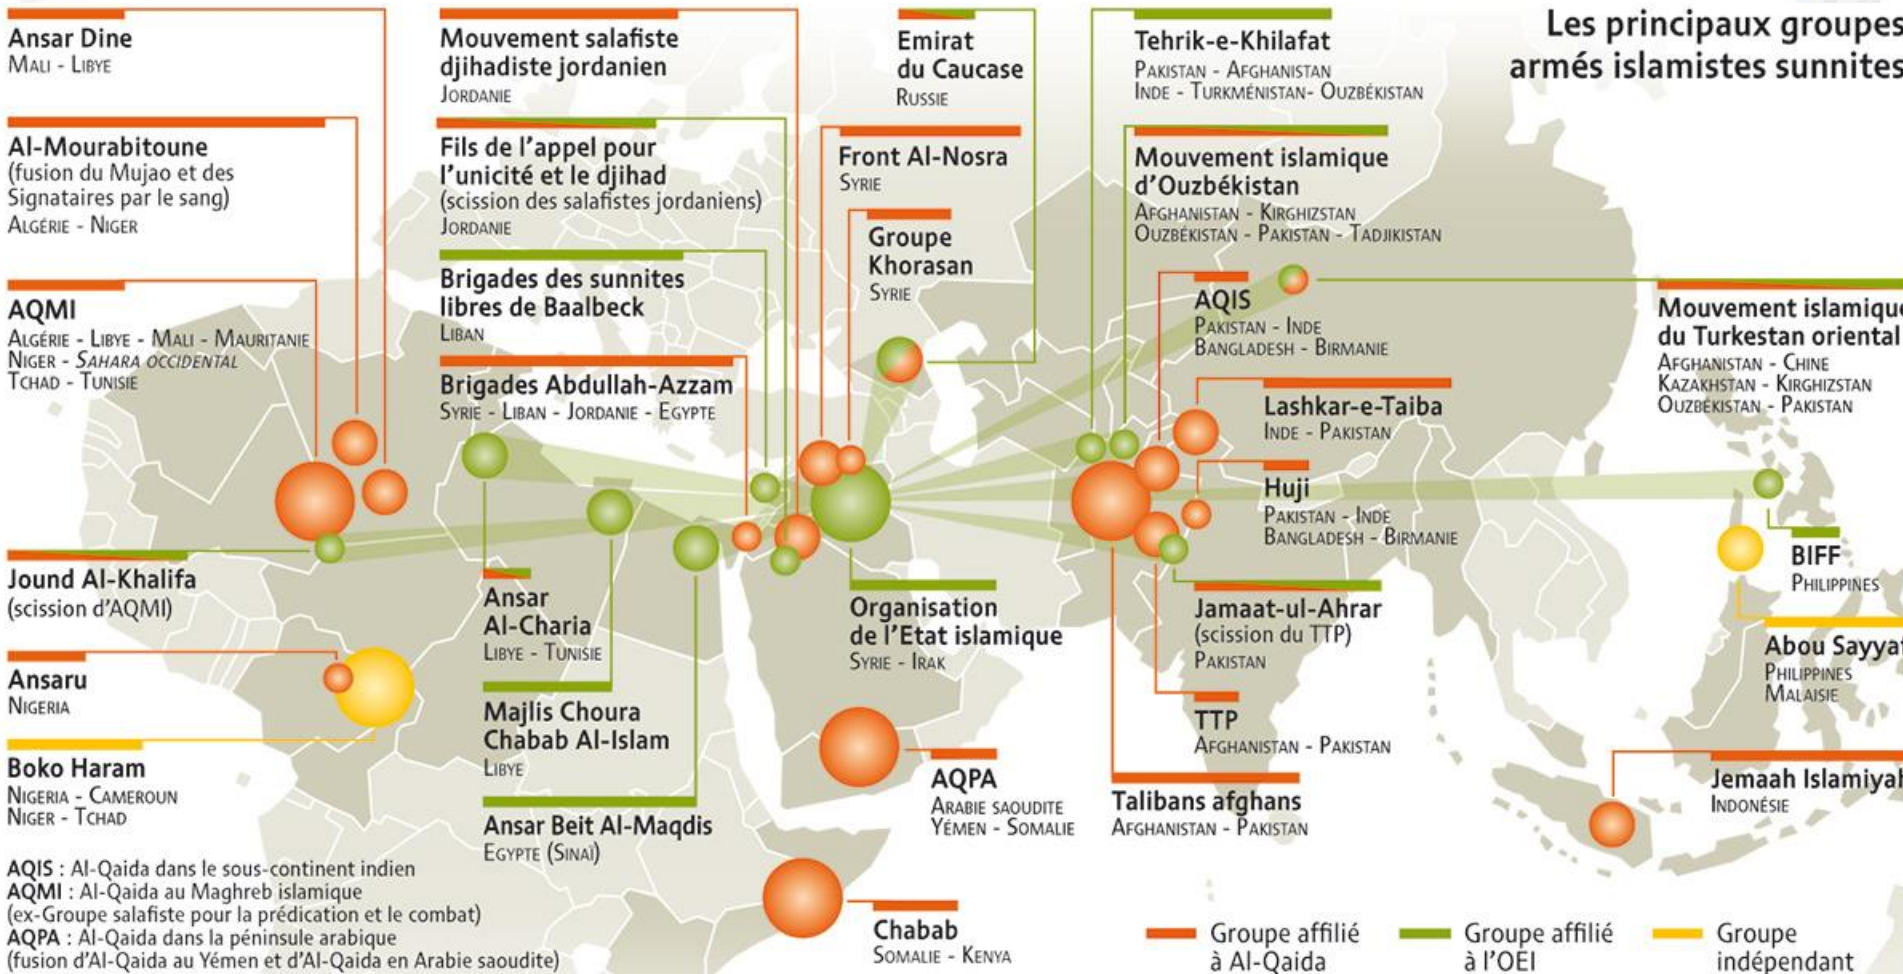 Les principaux groupes
armés islamistes sunnites
Ansar Dine
MALI - LIBYE
Al-Mourabitoune
(fusion du Mujao et des
Signataires par le sang)
ALGÉRIE - NIGER
AQMI
ALGÉRIE - LIBYE - MALI - MAURITANIE
NIGER - SAHARA OCCIDENTAL
TCHAD - TUNISIE
Jound Al-Khalifa
(scission d'AQMI)
Ansaru
NIGERIA
Boko Haram
NIGERIA - CAMEROUN
NIGER - TCHAD
Mouvement salafiste
djihadiste jordanien
JORDANIE
Fils de l'appel pour
l'unicité et le djihad
(scission des salafistes jordaniens)
JORDANIE
Brigades des sunnites
libres de Baalbeck
LIBAN
Brigades Abdullah-Azzam
SYRIE - LIBAN - JORDANIE - EGYPTE
Ansar
Al-Charia
LIBYE - TUNISIE
Majlis Choura
Chabab Al-Islam
LIBYE
Ansar Beit Al-Maqdis
EGYPTE (SINAÏ)
Emirat
du Caucase
RUSSIE
Front Al-Nosra
SYRIE
Groupe
Khorasan
SYRIE
Organisation
de l'Etat islamique
SYRIE - IRAK
AQPA
ARABIE SAOUDITE
YÉMEN - SOMALIE
Chabab
SOMALIE - KENYA
Tehrik-e-Khilafat
PAKISTAN - AFGHANISTAN
INDE - TURKMÉNISTAN- OUZBÉKISTAN
Mouvement islamique
d'Ouzbékistan
AFGHANISTAN - KIRGHIZSTAN
OUZBÉKISTAN - PAKISTAN - TADJIKISTAN
AQIS
PAKISTAN - INDE
BANGLADESH - BIRMANIE
Lashkar-e-Taiba
INDE - PAKISTAN
Huji
PAKISTAN - INDE
BANGLADESH - BIRMANIE
Jamaat-ul-Ahrar
(scission du TTP)
PAKISTAN
TTP
AFGHANISTAN - PAKISTAN
Talibans afghans
AFGHANISTAN - PAKISTAN
Mouvement islamique
du Turkestan oriental
AFGHANISTAN - CHINE
KAZAKHSTAN - KIRGHIZSTAN
OUZBÉKISTAN - PAKISTAN
BIFF
PHILIPPINES
Abou Sayyaf
PHILIPPINES
MALAISIE
Jemaah Islamiyah
INDONÉSIE
AQIS : Al-Qaida dans le sous-continent indien
AQMI : Al-Qaida au Maghreb islamique
(ex-Groupe salafiste pour la prédication et le combat)
AQPA : Al-Qaida dans la péninsule arabique
(fusion d'Al-Qaida au Yémen et d'Al-Qaida en Arabie saoudite)
Groupe affilié
à Al-Qaida
Groupe affilié
à l'OEI
Groupe
indépendant